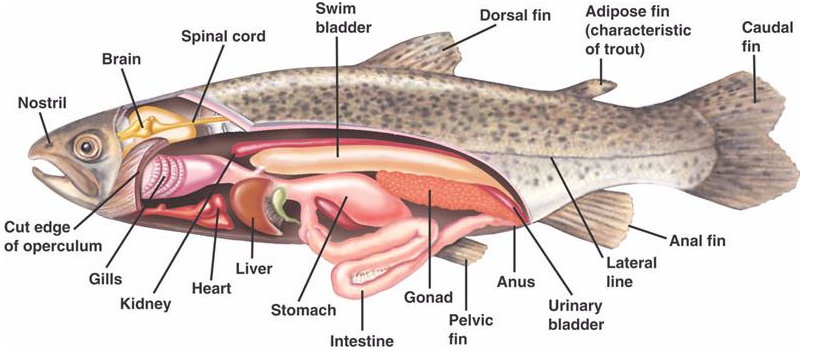 Swim
bladder
Dorsal fin
Adipose fin
(characteristic
of trout)
Caudal
fin
Spinal cord
Brain
Nostril
Cut edge
of operculum
Gills
Kidney
Heart
Liver
Stomach
Intestine
Gonad
Pelvic
fin
Anus
Urinary
bladder
Lateral
line
Anal fin